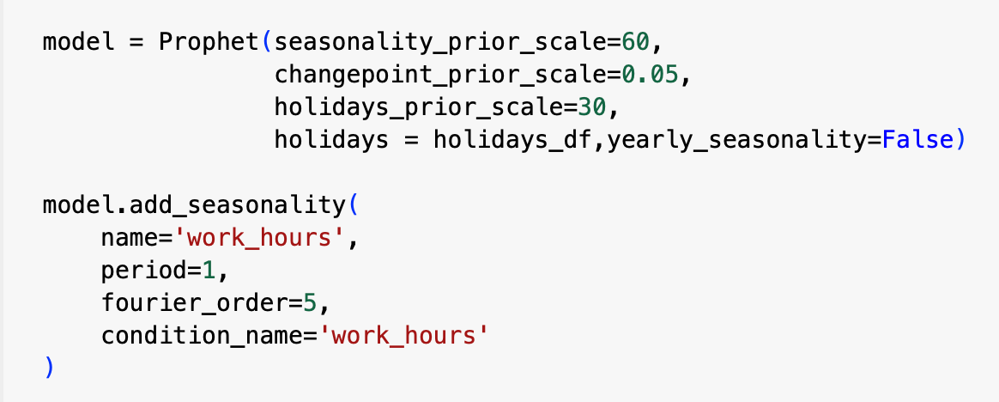 model = Prophet(seasonality_prior_scale=60,
                changepoint_prior_scale=0.05,
                holidays_prior_scale=30,
                holidays = holidays_df,yearly_seasonality=False)

model.add_seasonality(
    name='work_hours',
    period=1,
    fourier_order=5,
    condition_name='work_hours'
)